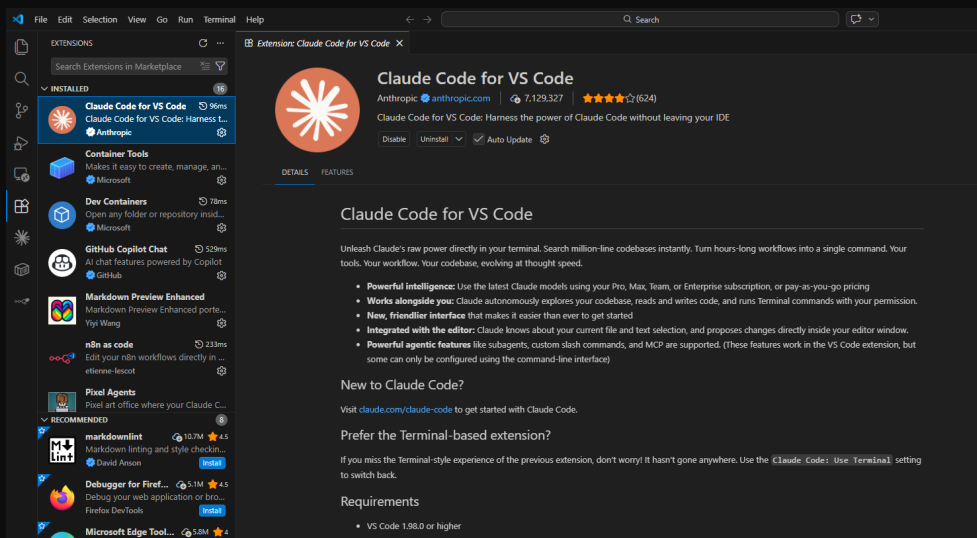 File Edit Selection View Go Run Terminal Help
Search
EXTENSIONS
Search Extensions in Marketplace
INSTALLED 16
Claude Code for VS Code 96ms
Claude Code for VS Code: Harness t...
Anthropic
Container Tools
Makes it easy to create, manage, an...
Microsoft
Dev Containers 78ms
Open any folder or repository insid...
Microsoft
GitHub Copilot Chat 529ms
AI chat features powered by Copilot
GitHub
Markdown Preview Enhanced
Markdown Preview Enhanced porte...
Yiyi Wang
n8n as code 233ms
Edit your n8n workflows directly in ...
etienne-lescot
Pixel Agents
Pixel art office where your Claude C...
RECOMMENDED 8
markdownlint 10.7M 4.5
Markdown linting and style checkin...
David Anson Install
Debugger for Firef... 5.1M 4.5
Debug your web application or bro...
Firefox DevTools Install
Microsoft Edge Tool... 5.8M 4
M↓
lint
Extension: Claude Code for VS Code
Claude Code for VS Code
Anthropic anthropic.com 7,129,327 (624)
Claude Code for VS Code: Harness the power of Claude Code without leaving your IDE
Disable Uninstall Auto Update
DETAILS FEATURES
Claude Code for VS Code
Unleash Claude's raw power directly in your terminal. Search million-line codebases instantly. Turn hours-long workflows into a single command. Your
tools. Your workflow. Your codebase, evolving at thought speed.
• Powerful intelligence: Use the latest Claude models using your Pro, Max, Team, or Enterprise subscription, or pay-as-you-go pricing
• Works alongside you: Claude autonomously explores your codebase, reads and writes code, and runs Terminal commands with your permission.
• New, friendlier interface that makes it easier than ever to get started
• Integrated with the editor: Claude knows about your current file and text selection, and proposes changes directly inside your editor window.
• Powerful agentic features like subagents, custom slash commands, and MCP are supported. (These features work in the VS Code extension, but
some can only be configured using the command-line interface)
New to Claude Code?
Visit claude.com/claude-code to get started with Claude Code.
Prefer the Terminal-based extension?
If you miss the Terminal-style experience of the previous extension, don't worry! It hasn't gone anywhere. Use the Claude Code: Use Terminal setting
to switch back.
Requirements
• VS Code 1.98.0 or higher